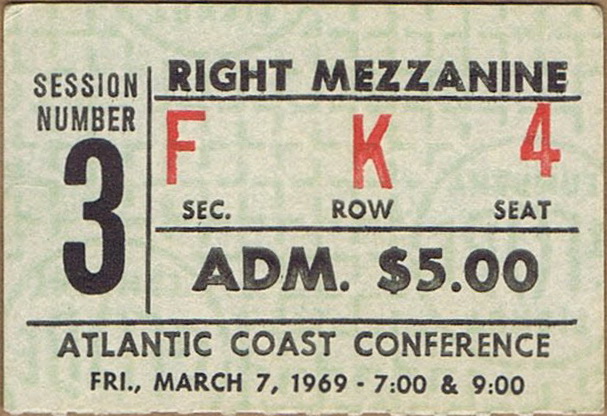 SESSION NUMBER
3
RIGHT MEZZANINE
F K 4
SEC. ROW SEAT
ADM. $5.00
ATLANTIC COAST CONFERENCE
FRI., MARCH 7, 1969 - 7:00 & 9:00